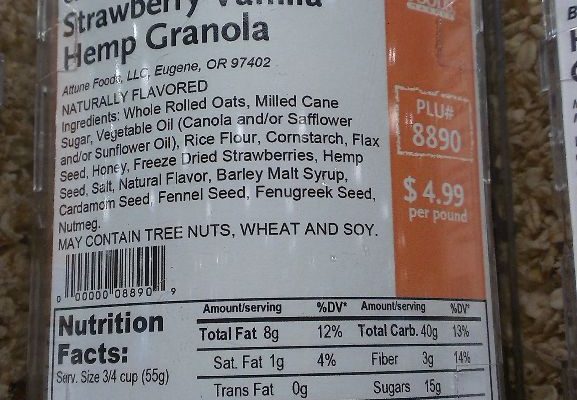 Strawberry Vanilla
Hemp Granola
Attune Foods, LLC, Eugene, OR 97402
NATURALLY FLAVORED
Ingredients: Whole Rolled Oats, Milled Cane
Sugar, Vegetable Oil (Canola and/or Safflower
and/or Sunflower Oil), Rice Flour, Cornstarch, Flax
Seed, Honey, Freeze Dried Strawberries, Hemp
Seed, Salt, Natural Flavor, Barley Malt Syrup,
Cardamom Seed, Fennel Seed, Fenugreek Seed,
Nutmeg.
MAY CONTAIN TREE NUTS, WHEAT AND SOY.
PLU#
8890
$4.99
per pound
0 00000 08890 9
Nutrition
Facts:
Serv. Size 3/4 cup (55g)
Amount/serving %DV* Amount/serving %DV*
Total Fat 8g 12% Total Carb. 40g 13%
Sat. Fat 1g 4% Fiber 3g 14%
Trans Fat 0g Sugars 15g